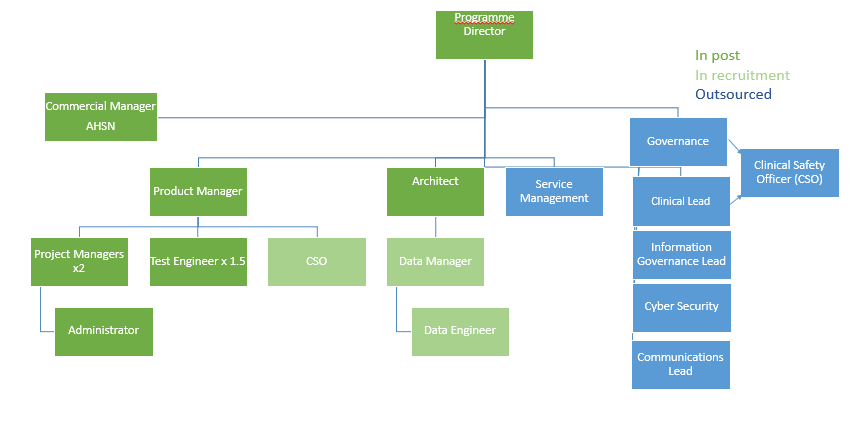 Programme
Director
In post
In recruitment
Outsourced
Commercial Manager
AHSN
Governance
Clinical Safety
Officer (CSO)
Product Manager
Architect
Service
Management
Clinical Lead
Project Managers
x2
Test Engineer x 1.5
CSO
Data Manager
Information
Governance Lead
Administrator
Data Engineer
Cyber Security
Communications
Lead